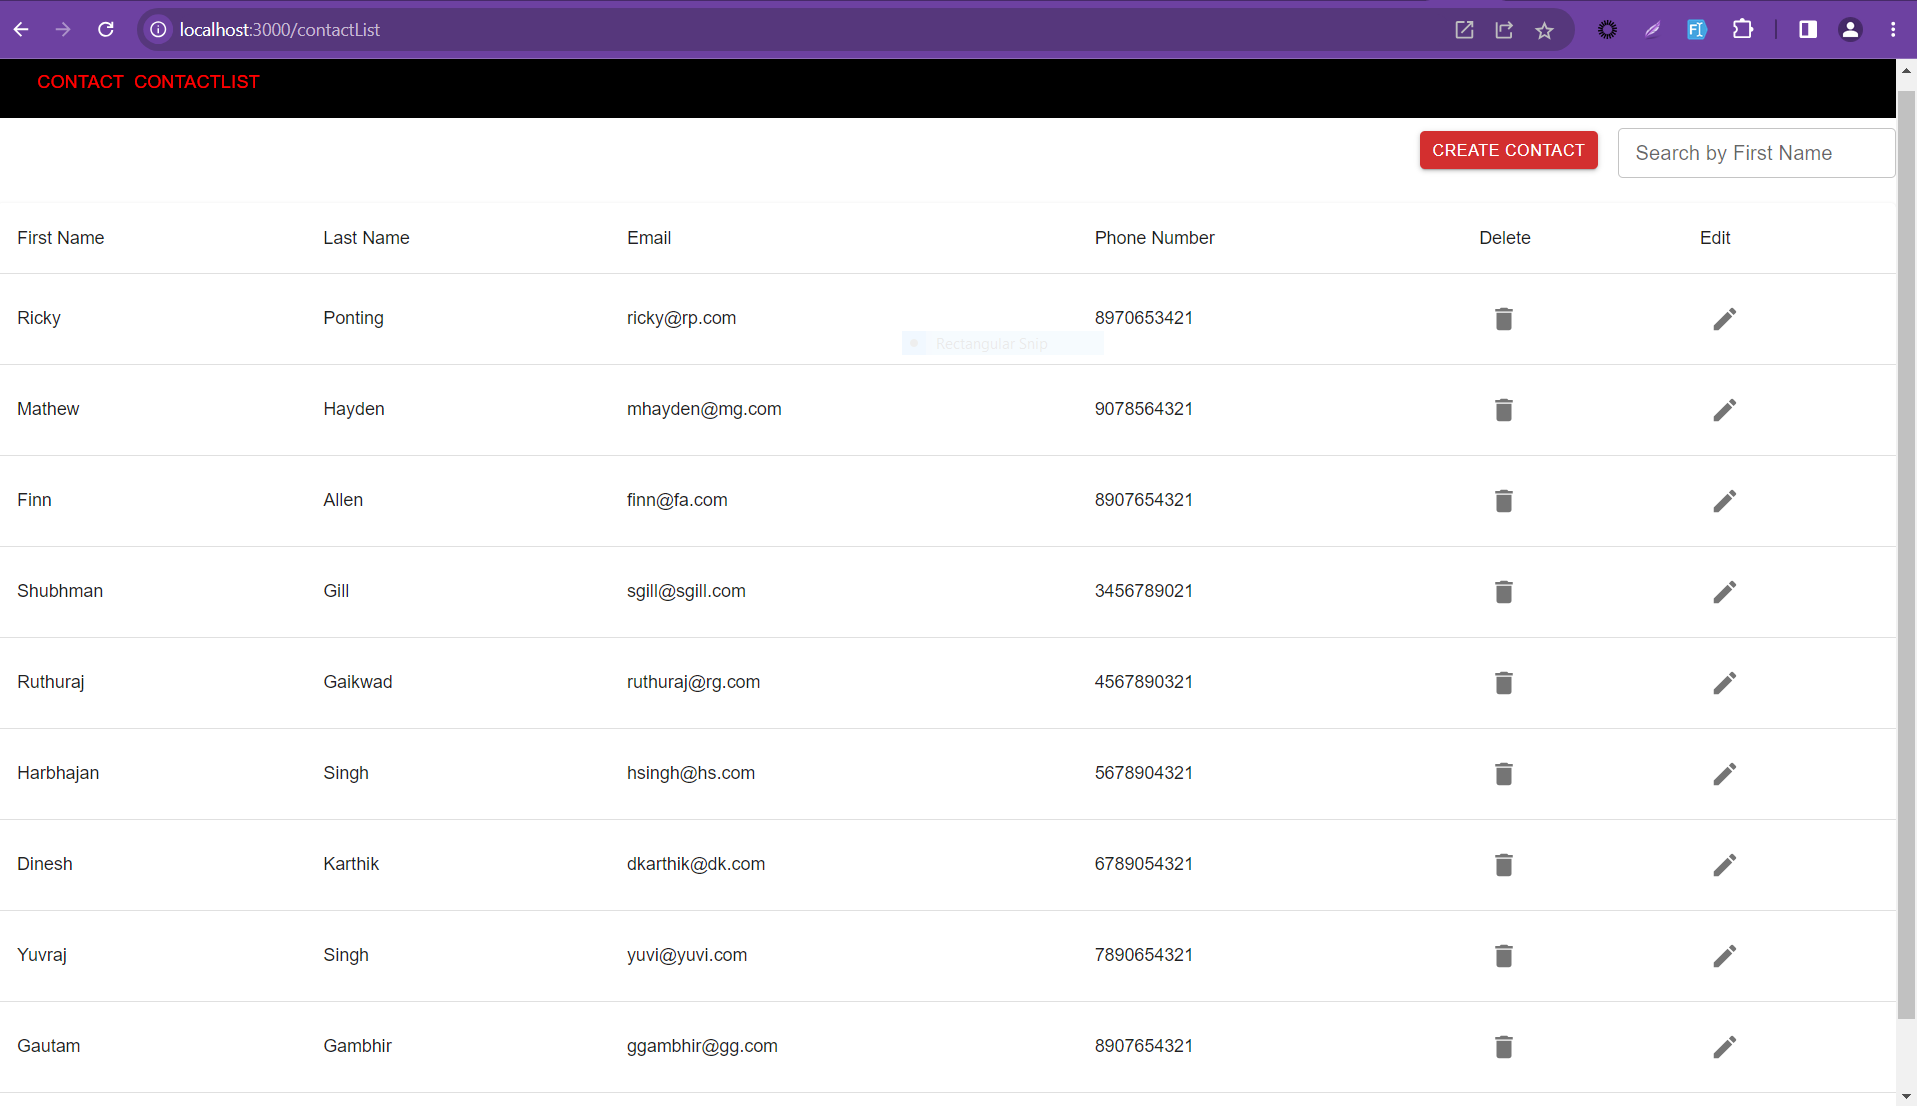 localhost:3000/contactList
CONTACT CONTACTLIST
CREATE CONTACT Search by First Name
First Name Last Name Email Phone Number Delete Edit
Ricky Ponting ricky@rp.com 8970653421
Rectangular Snip
Mathew Hayden mhayden@mg.com 9078564321
Finn Allen finn@fa.com 8907654321
Shubhman Gill sgill@sgill.com 3456789021
Ruthuraj Gaikwad ruthuraj@rg.com 4567890321
Harbhajan Singh hsingh@hs.com 5678904321
Dinesh Karthik dkarthik@dk.com 6789054321
Yuvraj Singh yuvi@yuvi.com 7890654321
Gautam Gambhir ggambhir@gg.com 8907654321